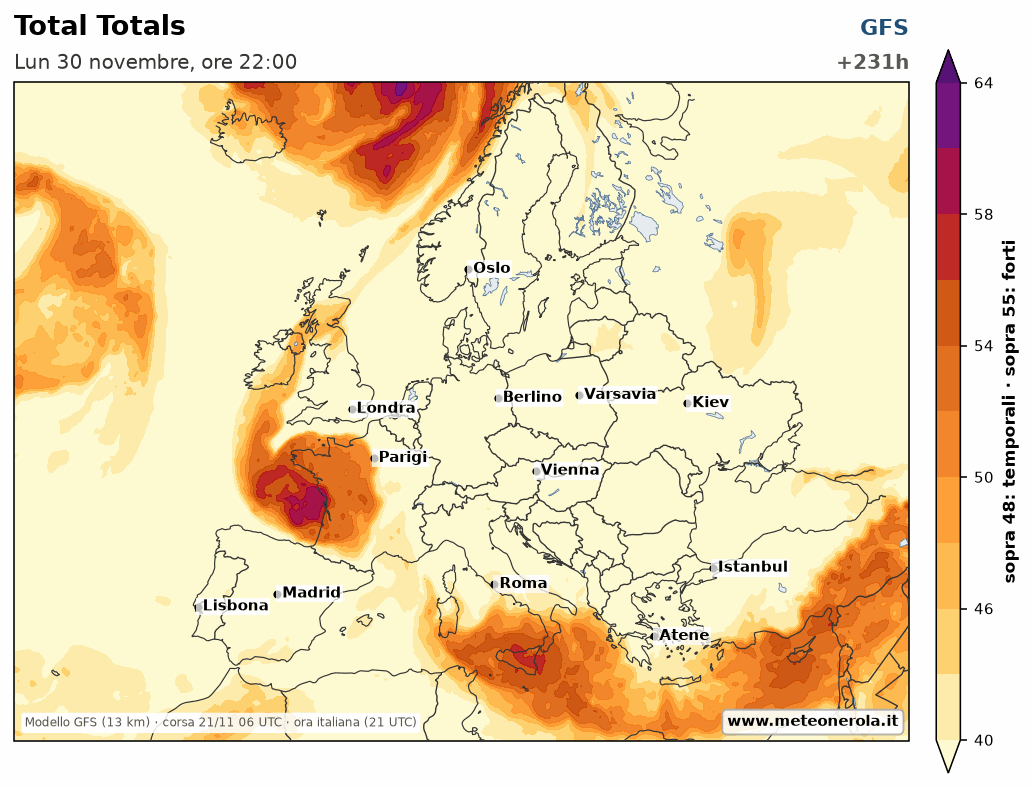 Total Totals
GFS
Lun 30 novembre, ore 22:00
+231h
64
58
54
50
46
40
sopra 48: temporali · sopra 55: forti
Oslo
Londra
Berlino
Varsavia
Kiev
Parigi
Vienna
Istanbul
Roma
Madrid
Lisbona
Atene
Modello GFS (13 km) · corsa 21/11 06 UTC · ora italiana (21 UTC)
www.meteonerola.it